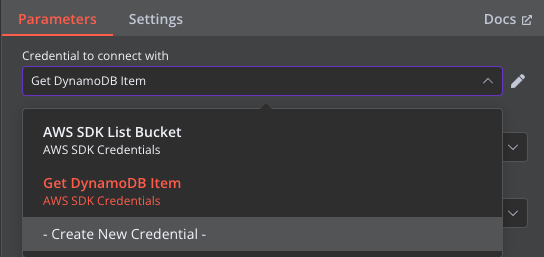 Parameters
Settings
Docs
Credential to connect with
Get DynamoDB Item
AWS SDK List Bucket
AWS SDK Credentials
Get DynamoDB Item
AWS SDK Credentials
- Create New Credential -